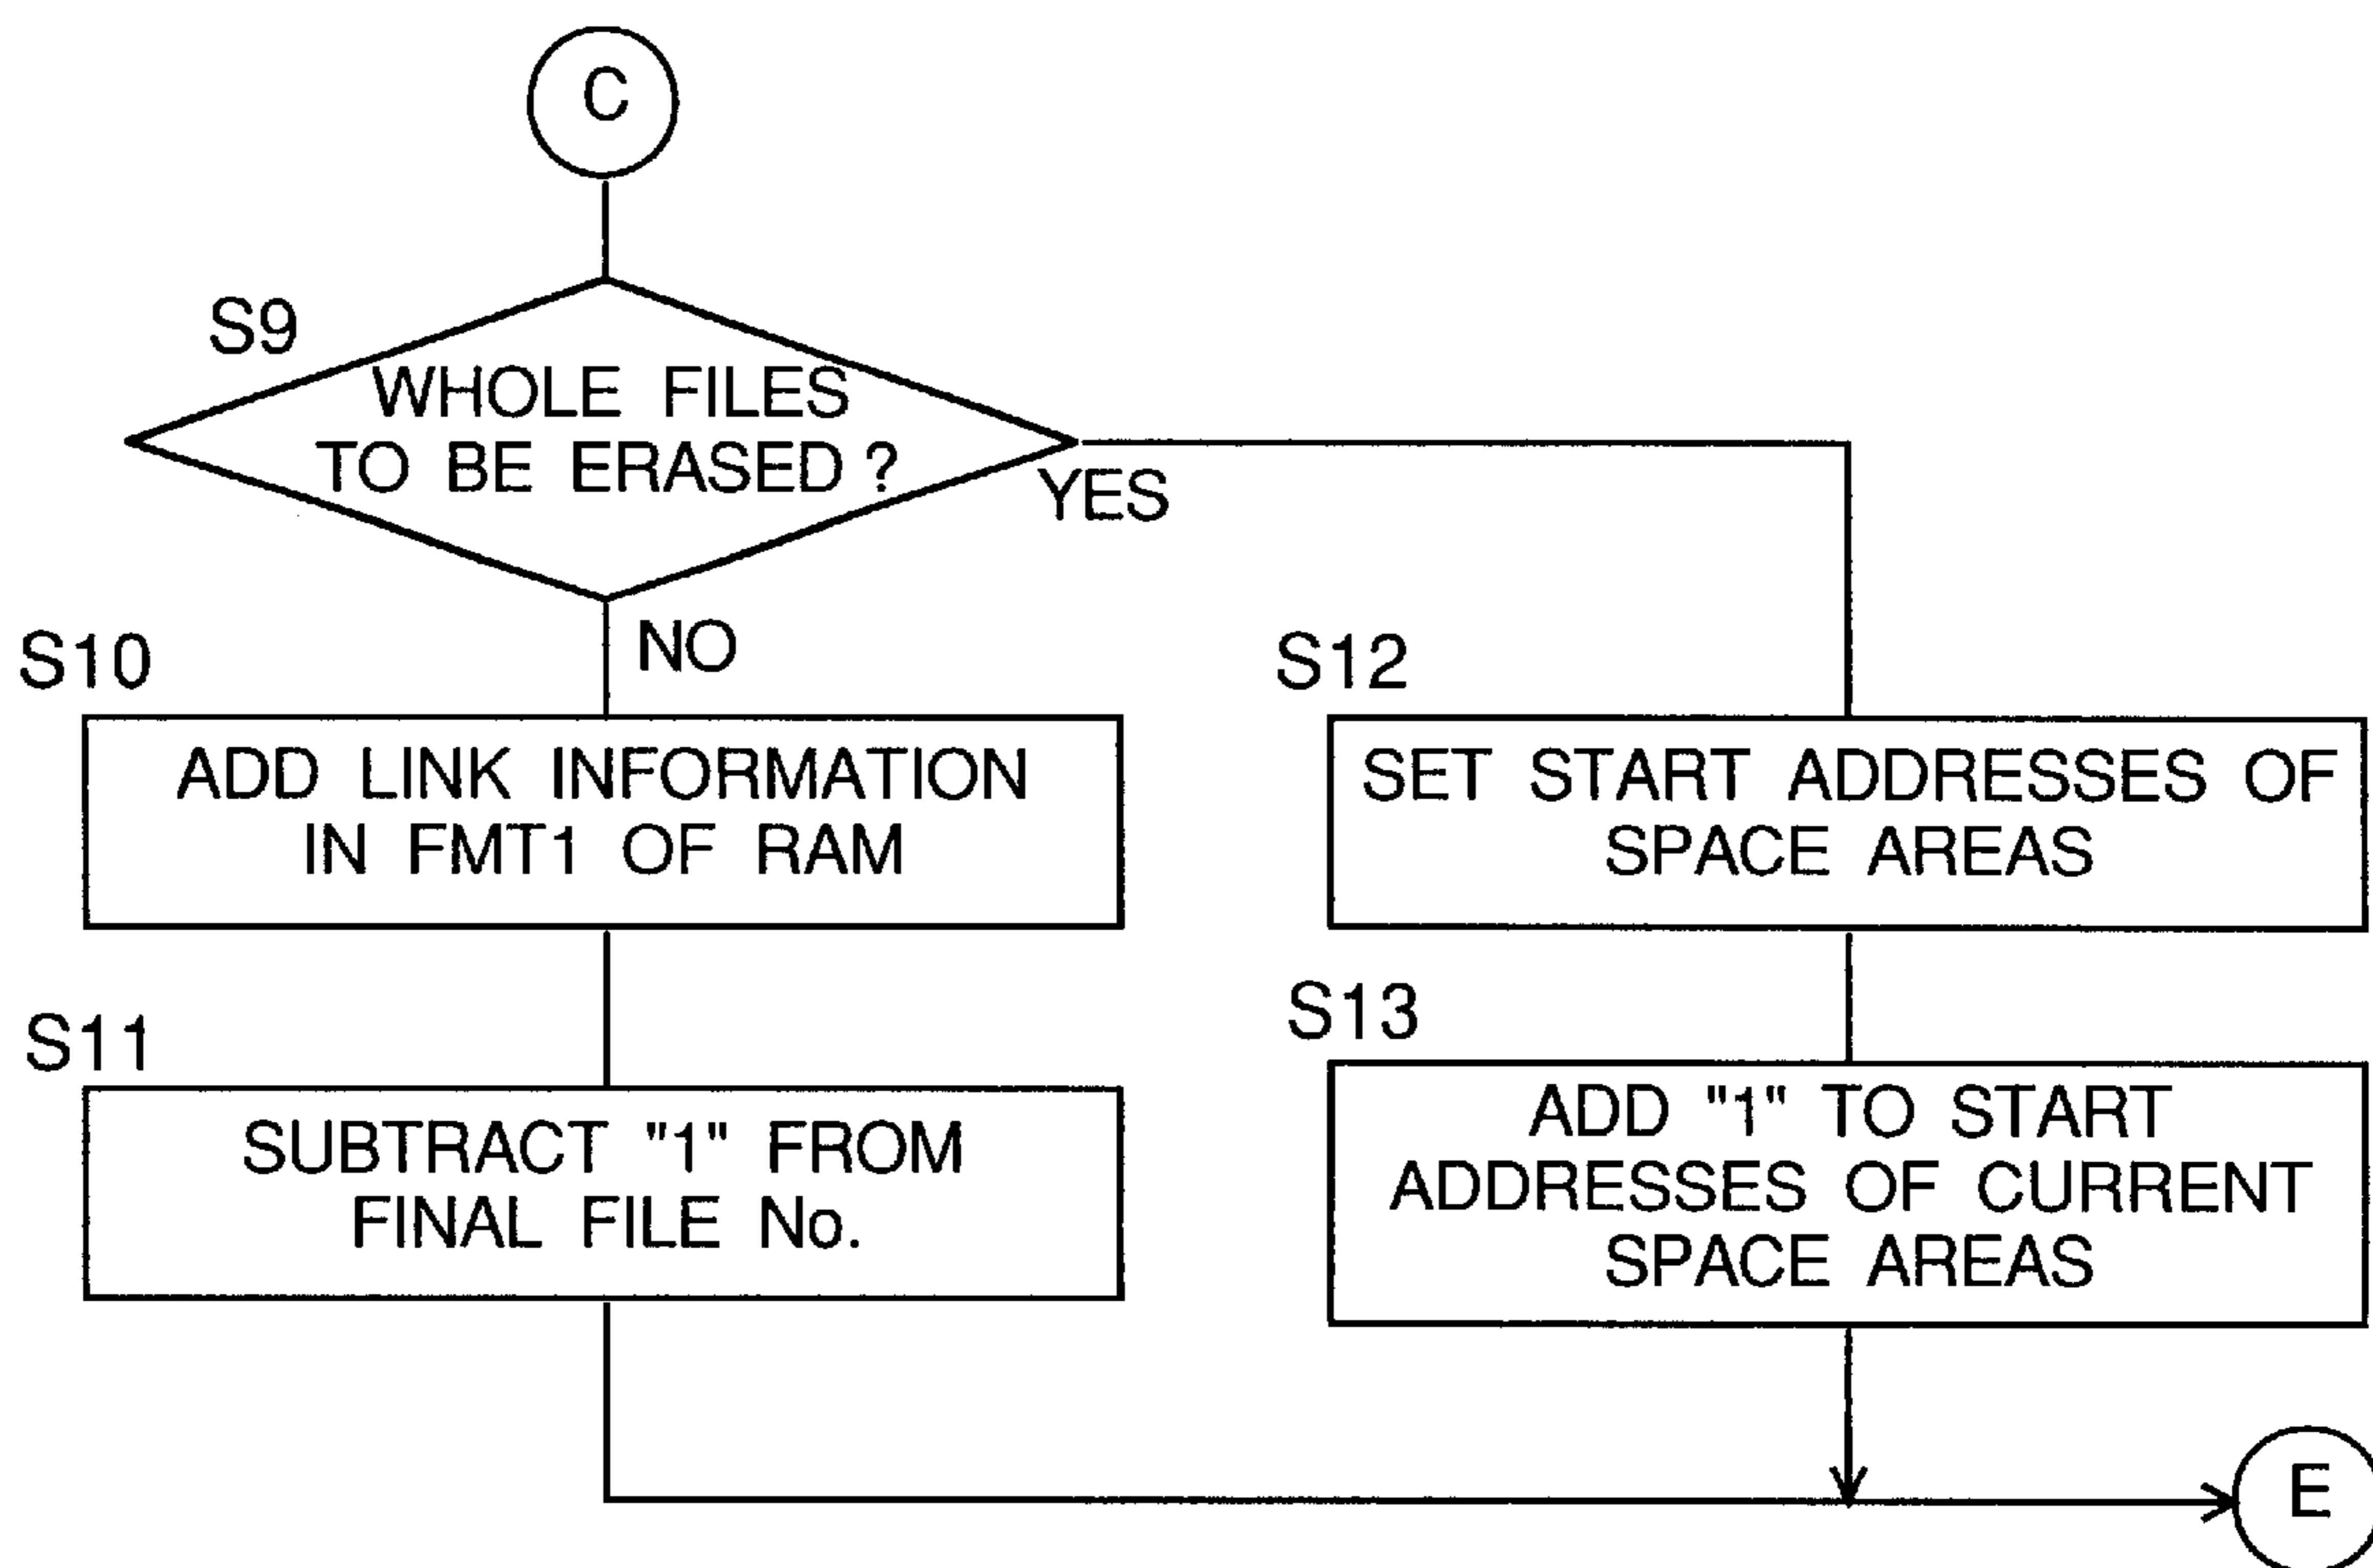 C
S9
WHOLE FILES
TO BE ERASED ?
YES
NO
S10
ADD LINK INFORMATION
IN FMT1 OF RAM
S12
SET START ADDRESSES OF
SPACE AREAS
S11
SUBTRACT "1" FROM
FINAL FILE No.
S13
ADD "1" TO START
ADDRESSES OF CURRENT
SPACE AREAS
E